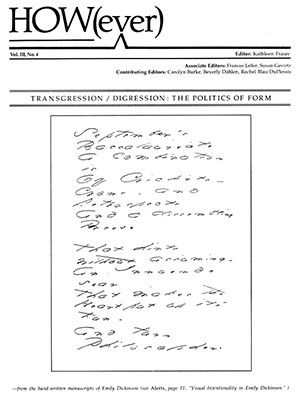 HOW(ever)
Vol. III, No. 4
Editor: Kathleen Fraser
Associate Editors: Frances Jaffer, Susan Gevirtz
Contributing Editors: Carolyn Burke, Beverly Dahlen, Rachel Blau DuPlessis
TRANSGRESSION / DIGRESSION: THE POLITICS OF FORM
September's
Baccalaureate
A Combination
is
Of Crickets -
Crows - And
Retrospects
And a dissembling
Breeze
That hints
without assuming -
An Innuendo
sear
That makes the
Heart put up its
Fun -
And turn
Philosopher.
—from the hand-written manuscripts of Emily Dickinson (see Alerts, page 11, "Visual Intentionality in Emily Dickinson.")